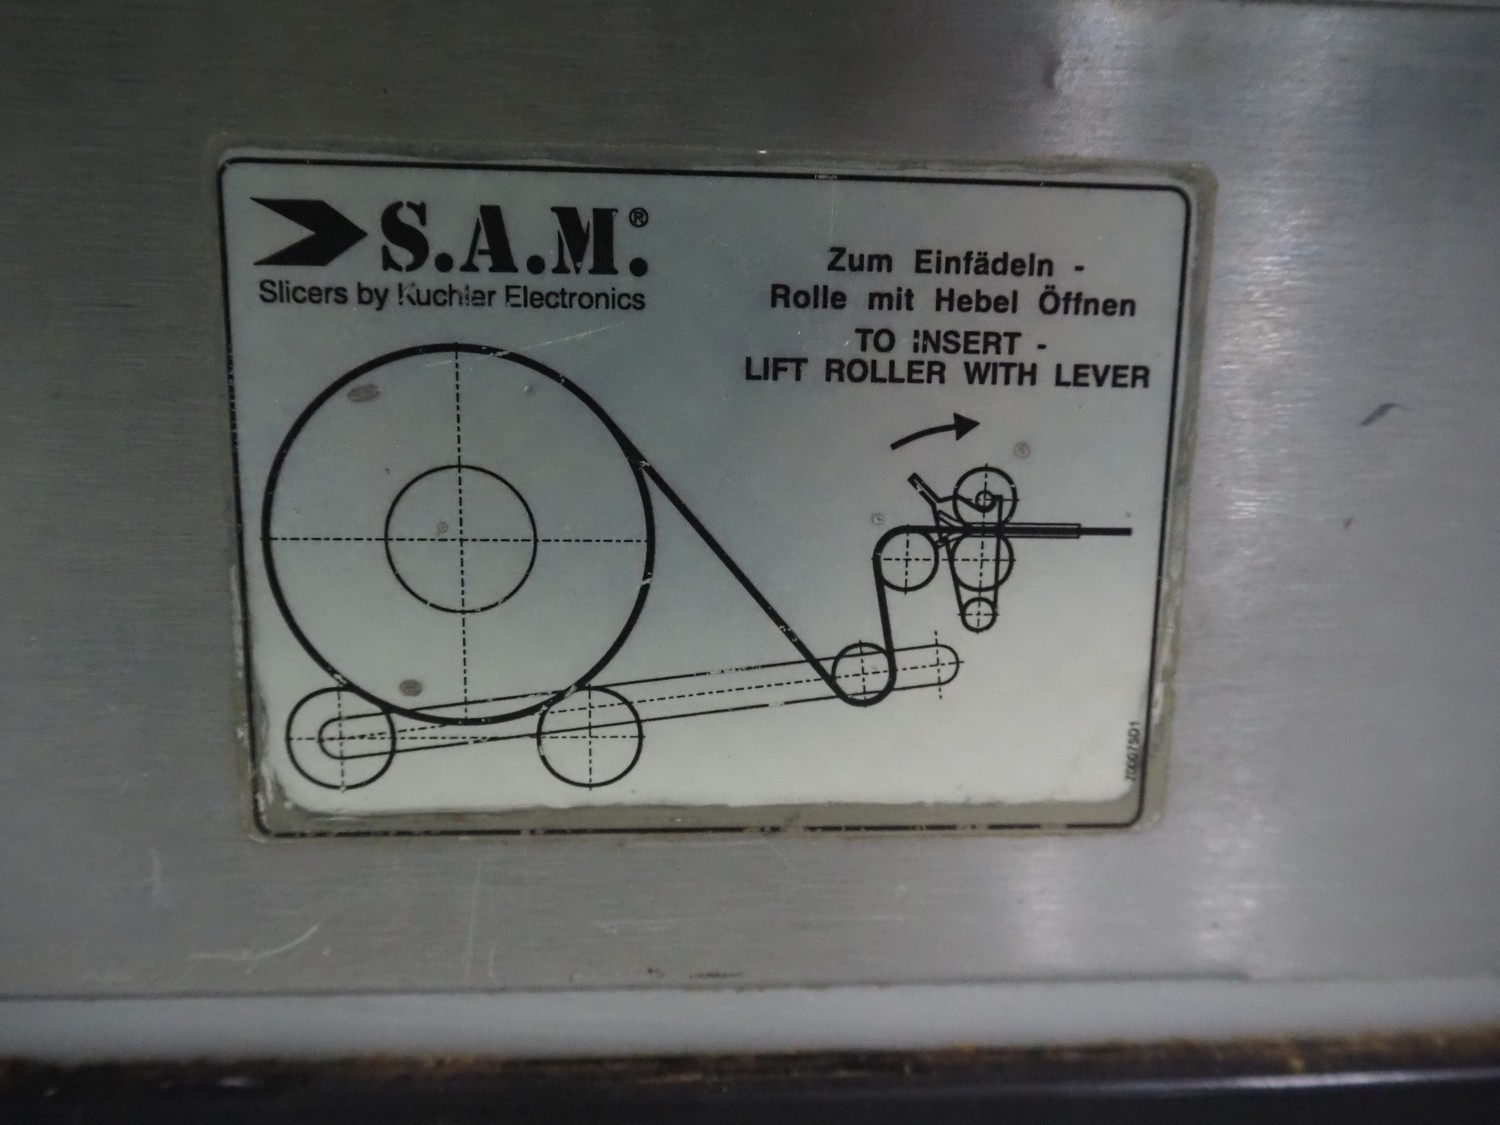 S.A.M.®
Slicers by Kuchler Electronics
Zum Einfädeln -
Rolle mit Hebel Öffnen
TO INSERT -
LIFT ROLLER WITH LEVER